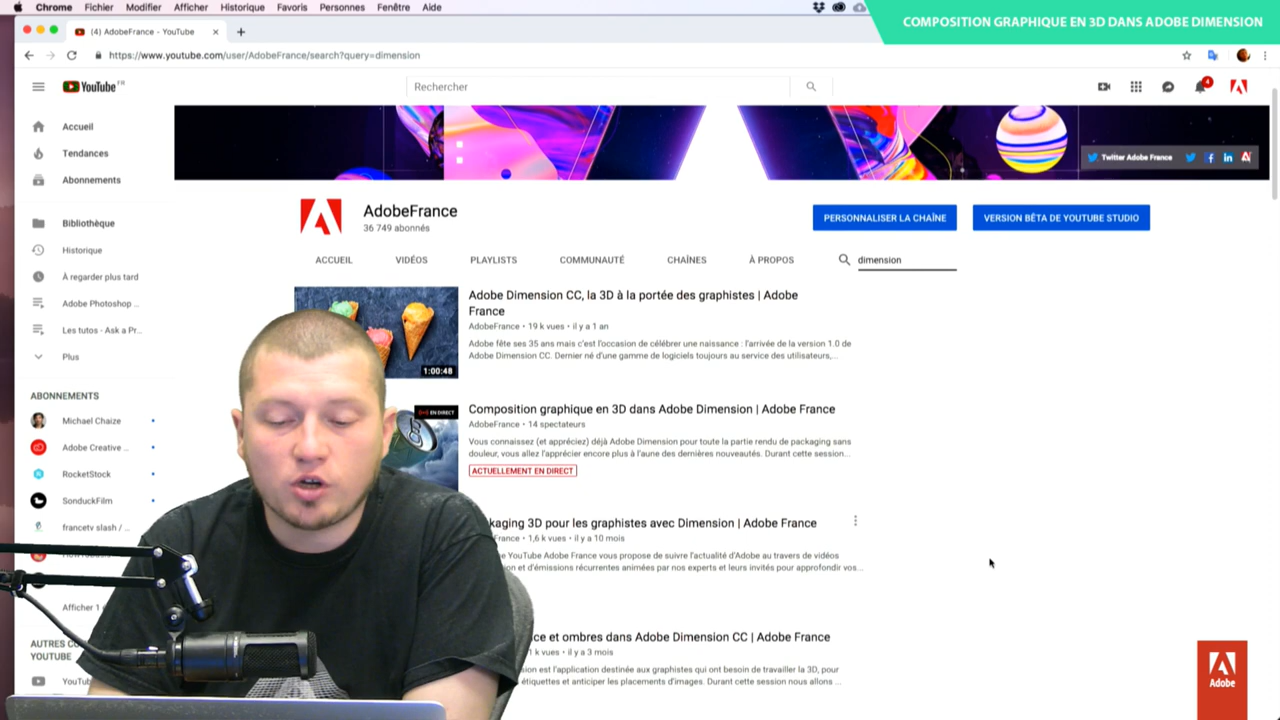 Chrome Fichier Modifier Afficher Historique Favoris Personnes Fenêtre Aide
COMPOSITION GRAPHIQUE EN 3D DANS ADOBE DIMENSION
(4) AdobeFrance - YouTube
https://www.youtube.com/user/AdobeFrance/search?query=dimension
YouTube FR
Rechercher
4
Accueil
Tendances
Abonnements
Bibliothèque
Historique
À regarder plus tard
Adobe Photoshop ...
Les tutos - Ask a Pr...
Plus
ABONNEMENTS
Michael Chaize
Adobe Creative ...
RocketStock
SonduckFilm
francetv slash / ...
Afficher 1
AUTRES CO
YOUTUBE
YouTub
Twitter Adobe France
AdobeFrance
36 749 abonnés
PERSONNALISER LA CHAÎNE
VERSION BÊTA DE YOUTUBE STUDIO
ACCUEIL VIDÉOS PLAYLISTS COMMUNAUTÉ CHAÎNES À PROPOS dimension
1:00:48
Adobe Dimension CC, la 3D à la portée des graphistes | Adobe
France
AdobeFrance • 19 k vues • il y a 1 an
Adobe fête ses 35 ans mais c'est l'occasion de célébrer une naissance : l'arrivée de la version 1.0 de
Adobe Dimension CC. Dernier né d'une gamme de logiciels toujours au service des utilisateurs,...
EN DIRECT
Composition graphique en 3D dans Adobe Dimension | Adobe France
AdobeFrance • 14 spectateurs
Vous connaissez (et appréciez) déjà Adobe Dimension pour toute la partie rendu de packaging sans
douleur, vous allez l'apprécier encore plus à l'aune des dernières nouveautés. Durant cette session...
ACTUELLEMENT EN DIRECT
kaging 3D pour les graphistes avec Dimension | Adobe France
France • 1,6 k vues • il y a 10 mois
e YouTube Adobe France vous propose de suivre l'actualité d'Adobe au travers de vidéos
on et d'émissions récurrentes animées par nos experts et leurs invités pour approfondir vos...
ce et ombres dans Adobe Dimension CC | Adobe France
1 k vues • il y a 3 mois
ion est l'application destinée aux graphistes qui ont besoin de travailler la 3D, pour
étiquettes et anticiper les placements d'images. Durant cette session nous allons ...
Adobe